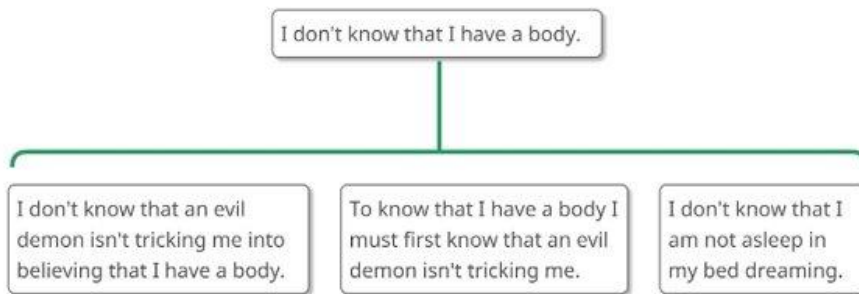 I don't know that I have a body.
I don't know that an evil
demon isn't tricking me into
believing that I have a body.
To know that I have a body I
must first know that an evil
demon isn't tricking me.
I don't know that I
am not asleep in
my bed dreaming.